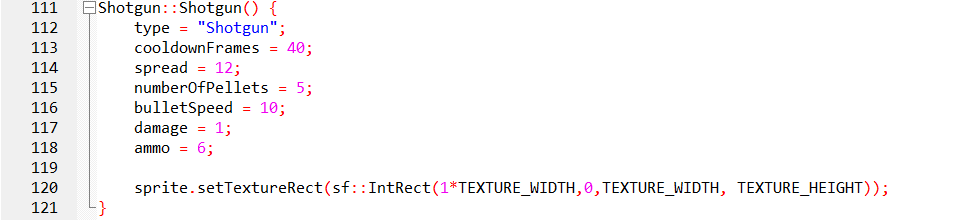 111 Shotgun::Shotgun() {
112 type = "Shotgun";
113 cooldownFrames = 40;
114 spread = 12;
115 numberOfPellets = 5;
116 bulletSpeed = 10;
117 damage = 1;
118 ammo = 6;
119
120 sprite.setTextureRect(sf::IntRect(1*TEXTURE_WIDTH,0,TEXTURE_WIDTH, TEXTURE_HEIGHT));
121 }